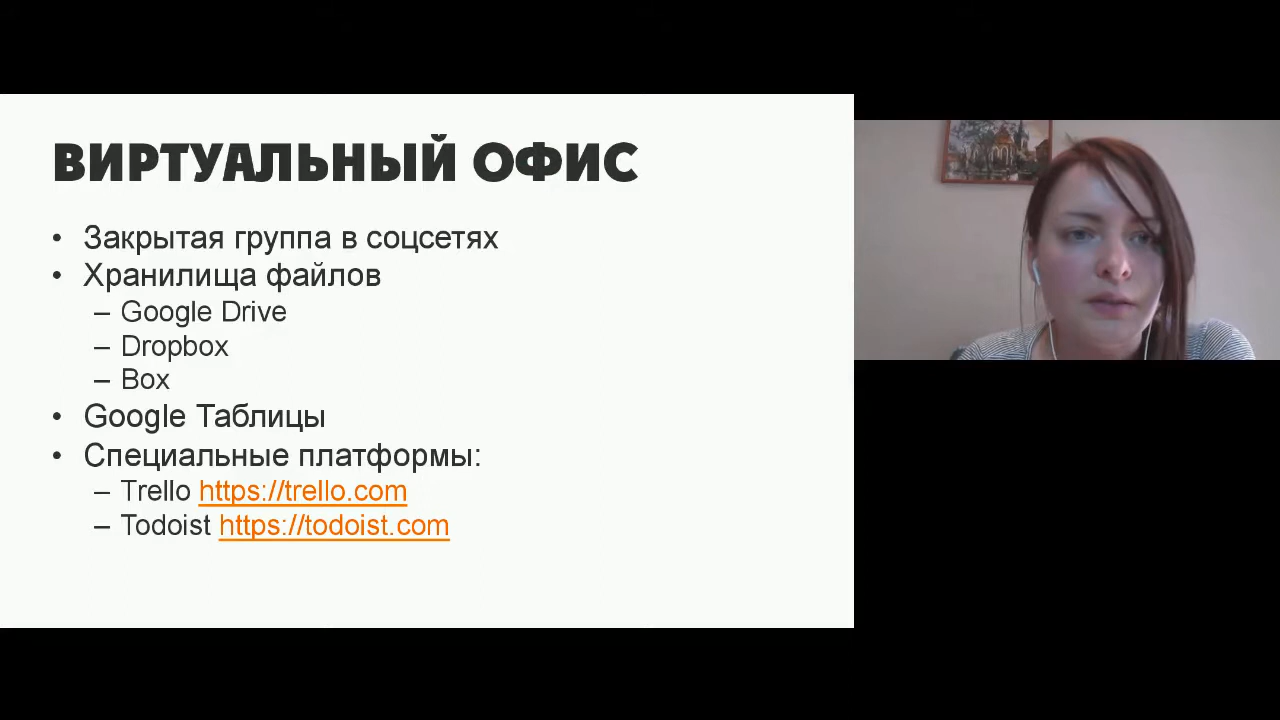 ВИРТУАЛЬНЫЙ ОФИС
• Закрытая группа в соцсетях
• Хранилища файлов
– Google Drive
– Dropbox
– Box
• Google Таблицы
• Специальные платформы:
– Trello https://trello.com
– Todoist https://todoist.com